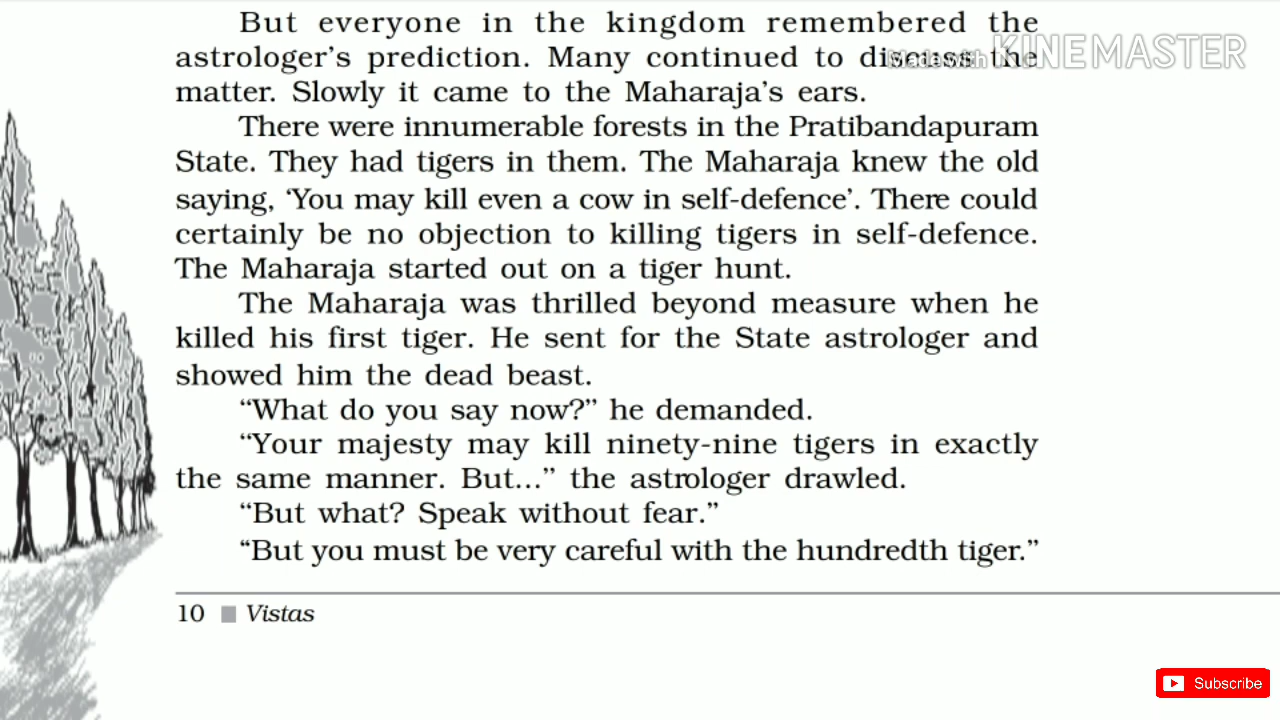 But everyone in the kingdom remembered the
astrologer's prediction. Many continued to discuss the
matter. Slowly it came to the Maharaja's ears.
There were innumerable forests in the Pratibandapuram
State. They had tigers in them. The Maharaja knew the old
saying, ‘You may kill even a cow in self-defence’. There could
certainly be no objection to killing tigers in self-defence.
The Maharaja started out on a tiger hunt.
The Maharaja was thrilled beyond measure when he
killed his first tiger. He sent for the State astrologer and
showed him the dead beast.
“What do you say now?” he demanded.
“Your majesty may kill ninety-nine tigers in exactly
the same manner. But...” the astrologer drawled.
“But what? Speak without fear.”
“But you must be very careful with the hundredth tiger.”
10 ■ Vistas
Made with KINEMASTER
Subscribe